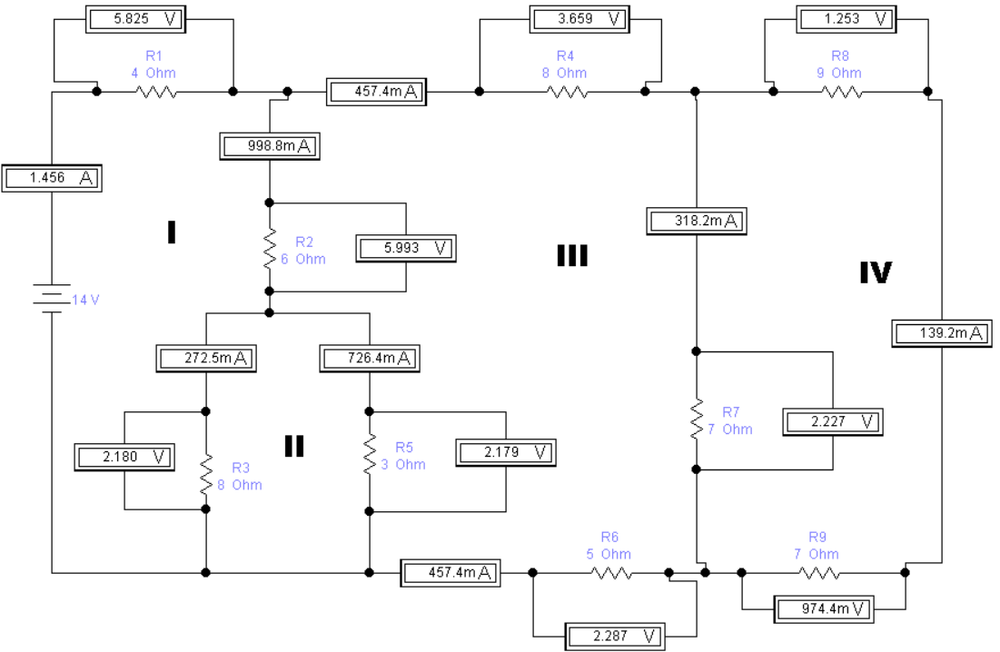 5.825 V
3.659 V
1.253 V
R1
4 Ohm
R4
8 Ohm
R8
9 Ohm
457.4mA
998.8mA
1.456 A
318.2mA
I
R2
6 Ohm
5.993 V
III
IV
14 V
139.2mA
272.5mA
726.4mA
R7
7 Ohm
2.227 V
II
R5
3 Ohm
2.179 V
2.180 V
R3
8 Ohm
R6
5 Ohm
R9
7 Ohm
457.4mA
974.4mV
2.287 V